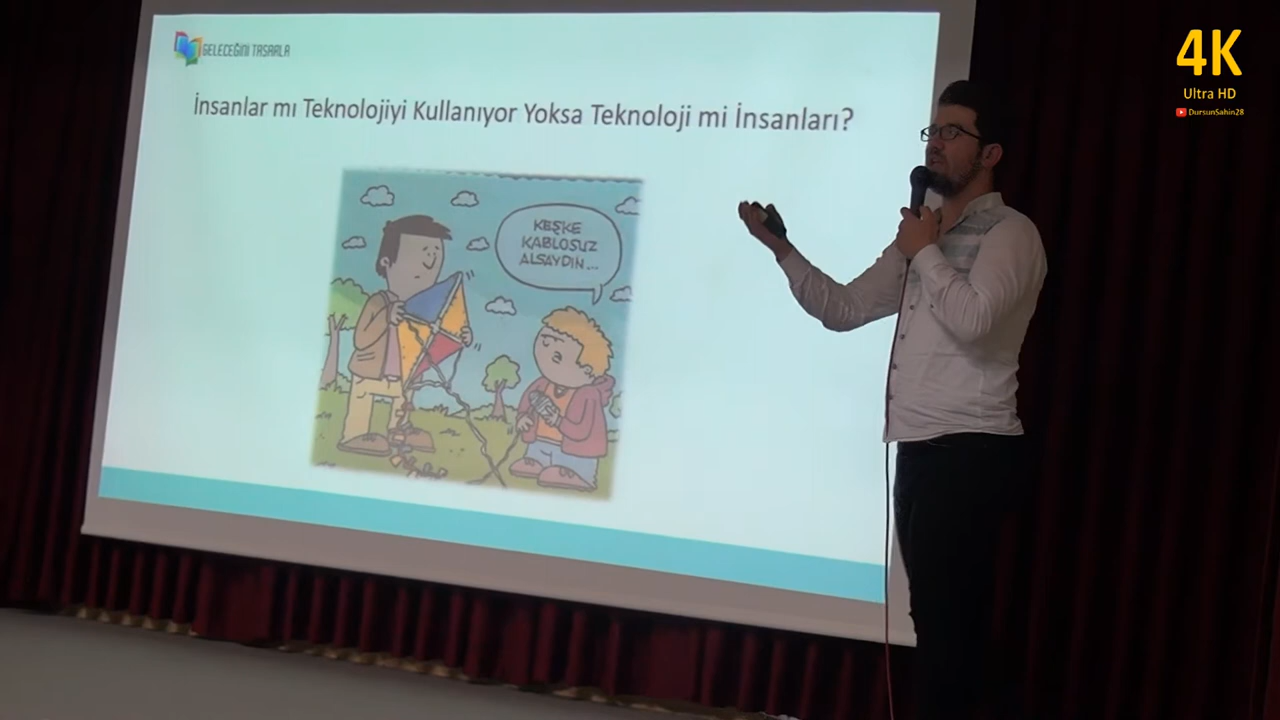 GELECEĞİNİ TASARLA
İnsanlar mı Teknolojiyi Kullanıyor Yoksa Teknoloji mi İnsanları?
KEŞKE
KABLOSUZ
ALSAYDIN...
4K
Ultra HD
DursunSahin28